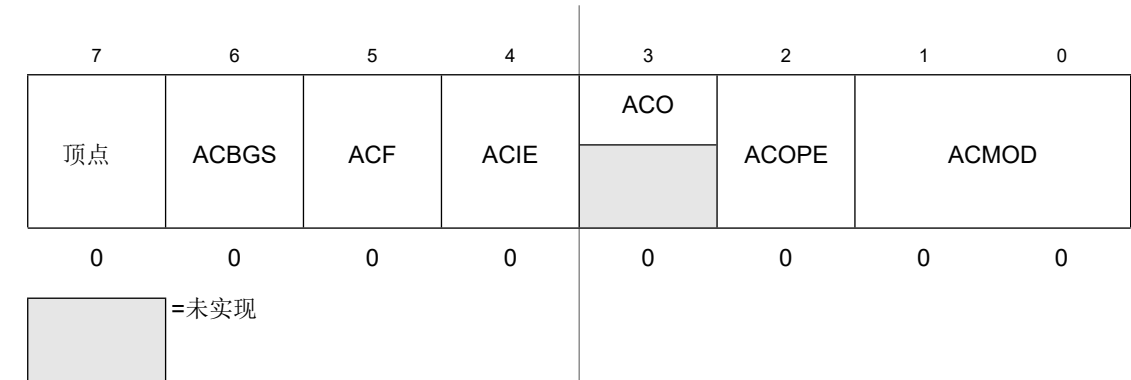 7 6 5 4 3 2 1 0
ACO
顶点 ACBGS ACF ACIE ACOPE ACMOD
0 0 0 0 0 0 0 0
=未实现